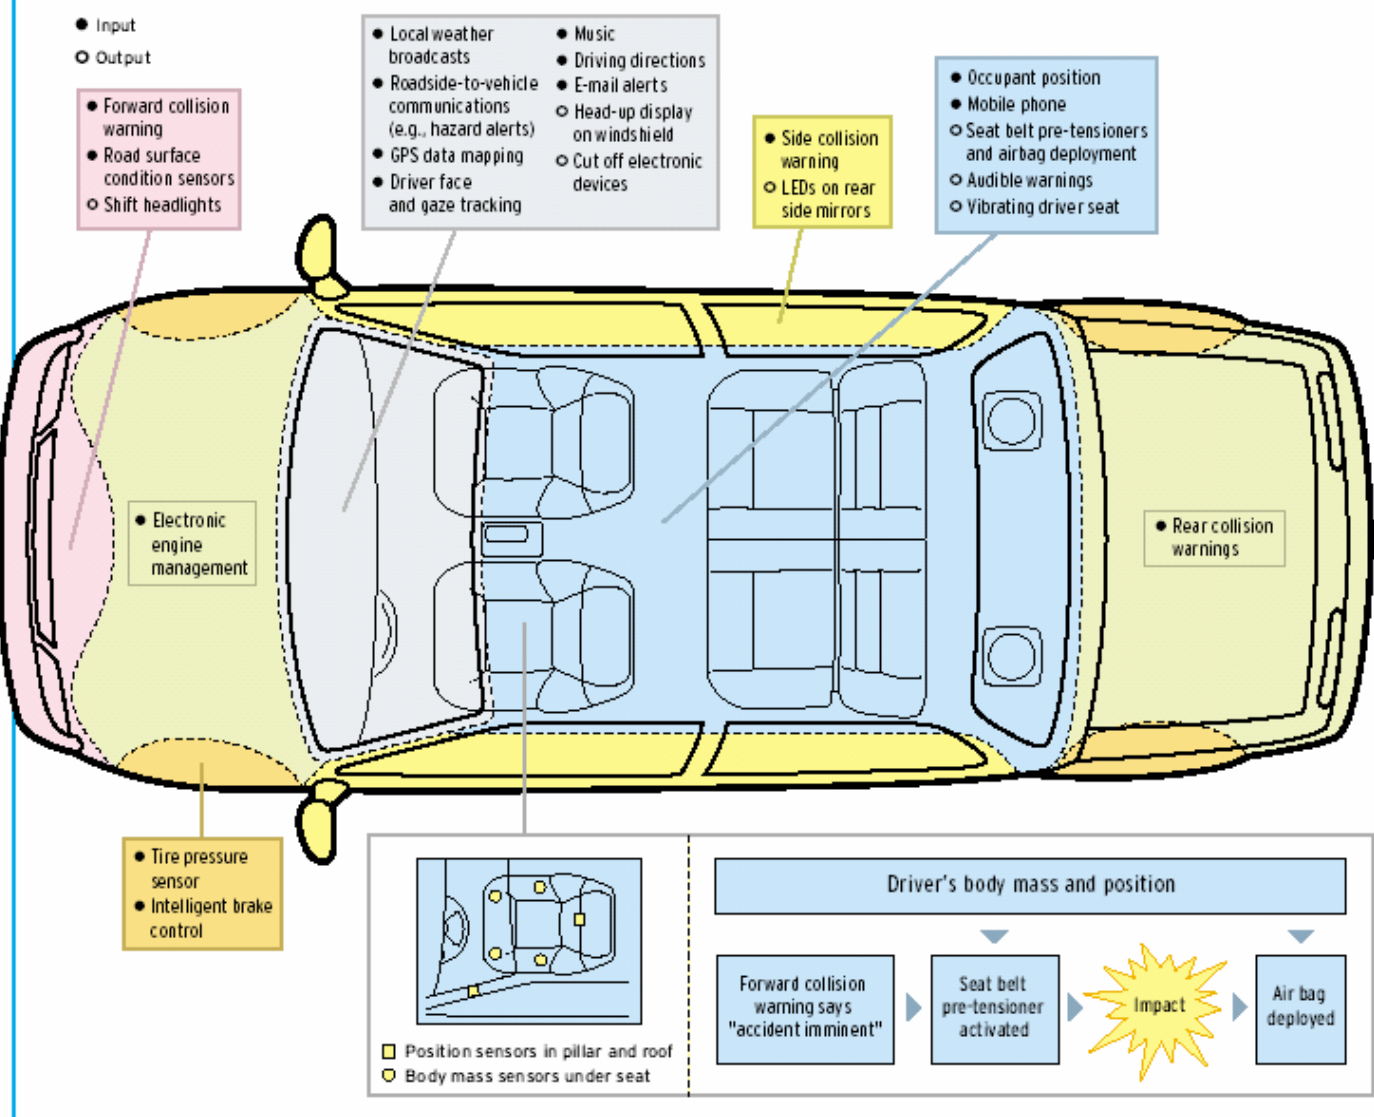 Input
Output
Forward collision
warning
Road surface
condition sensors
Shift headlights
Local weather
broadcasts
Roadside-to-vehicle
communications
(e.g., hazard alerts)
GPS data mapping
Driver face
and gaze tracking
Music
Driving directions
E-mail alerts
Head-up display
on windshield
Cut off electronic
devices
Side collision
warning
LEDs on rear
side mirrors
Occupant position
Mobile phone
Seat belt pre-tensioners
and airbag deployment
Audible warnings
Vibrating driver seat
Electronic
engine
management
Rear collision
warnings
Tire pressure
sensor
Intelligent brake
control
Position sensors in pillar and roof
Body mass sensors under seat
Driver's body mass and position
Forward collision
warning says
"accident imminent"
Seat belt
pre-tensioner
activated
Impact
Air bag
deployed